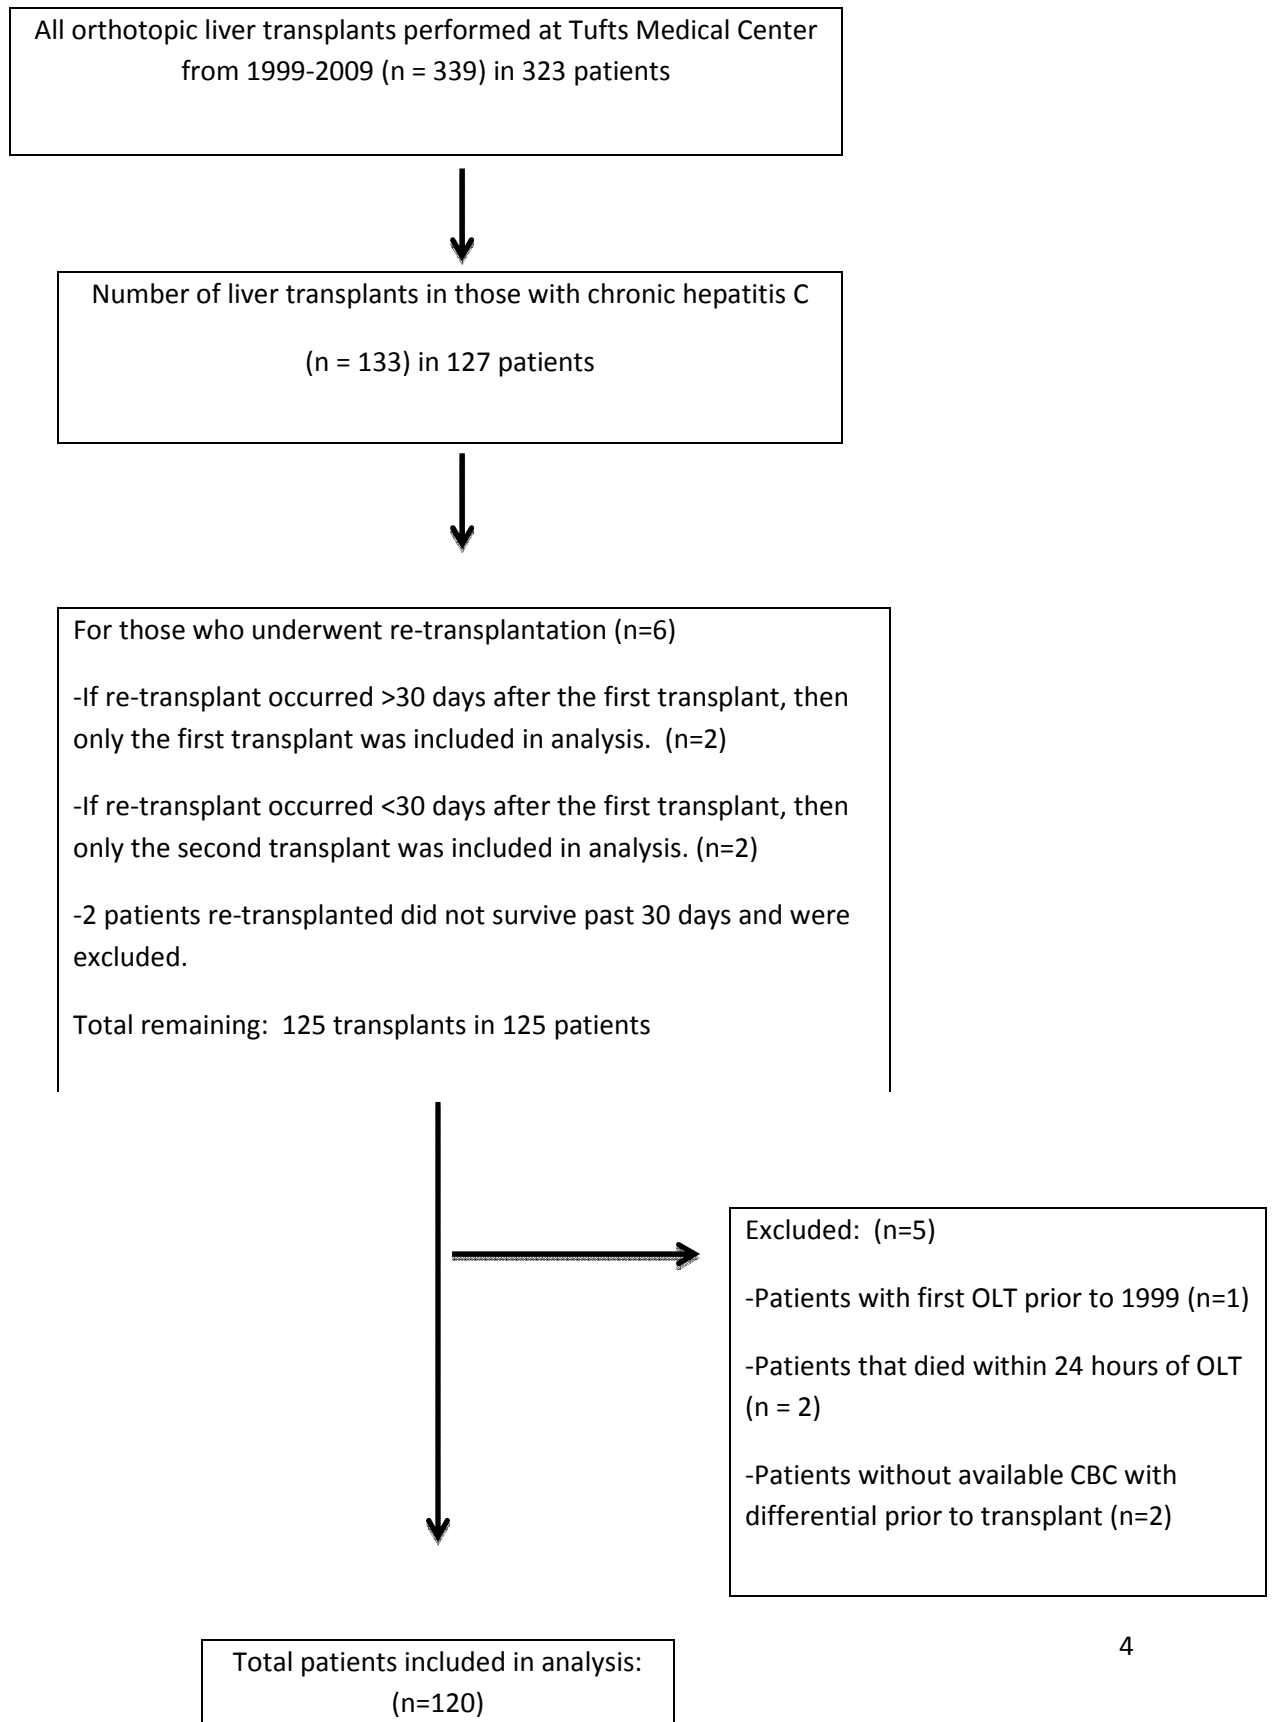 All orthotopic liver transplants performed at Tufts Medical Center
from 1999-2009 (n = 339) in 323 patients
Number of liver transplants in those with chronic hepatitis C
(n = 133) in 127 patients
For those who underwent re-transplantation (n=6)
-If re-transplant occurred >30 days after the first transplant, then
only the first transplant was included in analysis.  (n=2)
-If re-transplant occurred <30 days after the first transplant, then
only the second transplant was included in analysis. (n=2)
-2 patients re-transplanted did not survive past 30 days and were
excluded.
Total remaining:  125 transplants in 125 patients
Excluded:  (n=5)
-Patients with first OLT prior to 1999 (n=1)
-Patients that died within 24 hours of OLT
(n = 2)
-Patients without available CBC with
differential prior to transplant (n=2)
Total patients included in analysis:
(n=120)
4